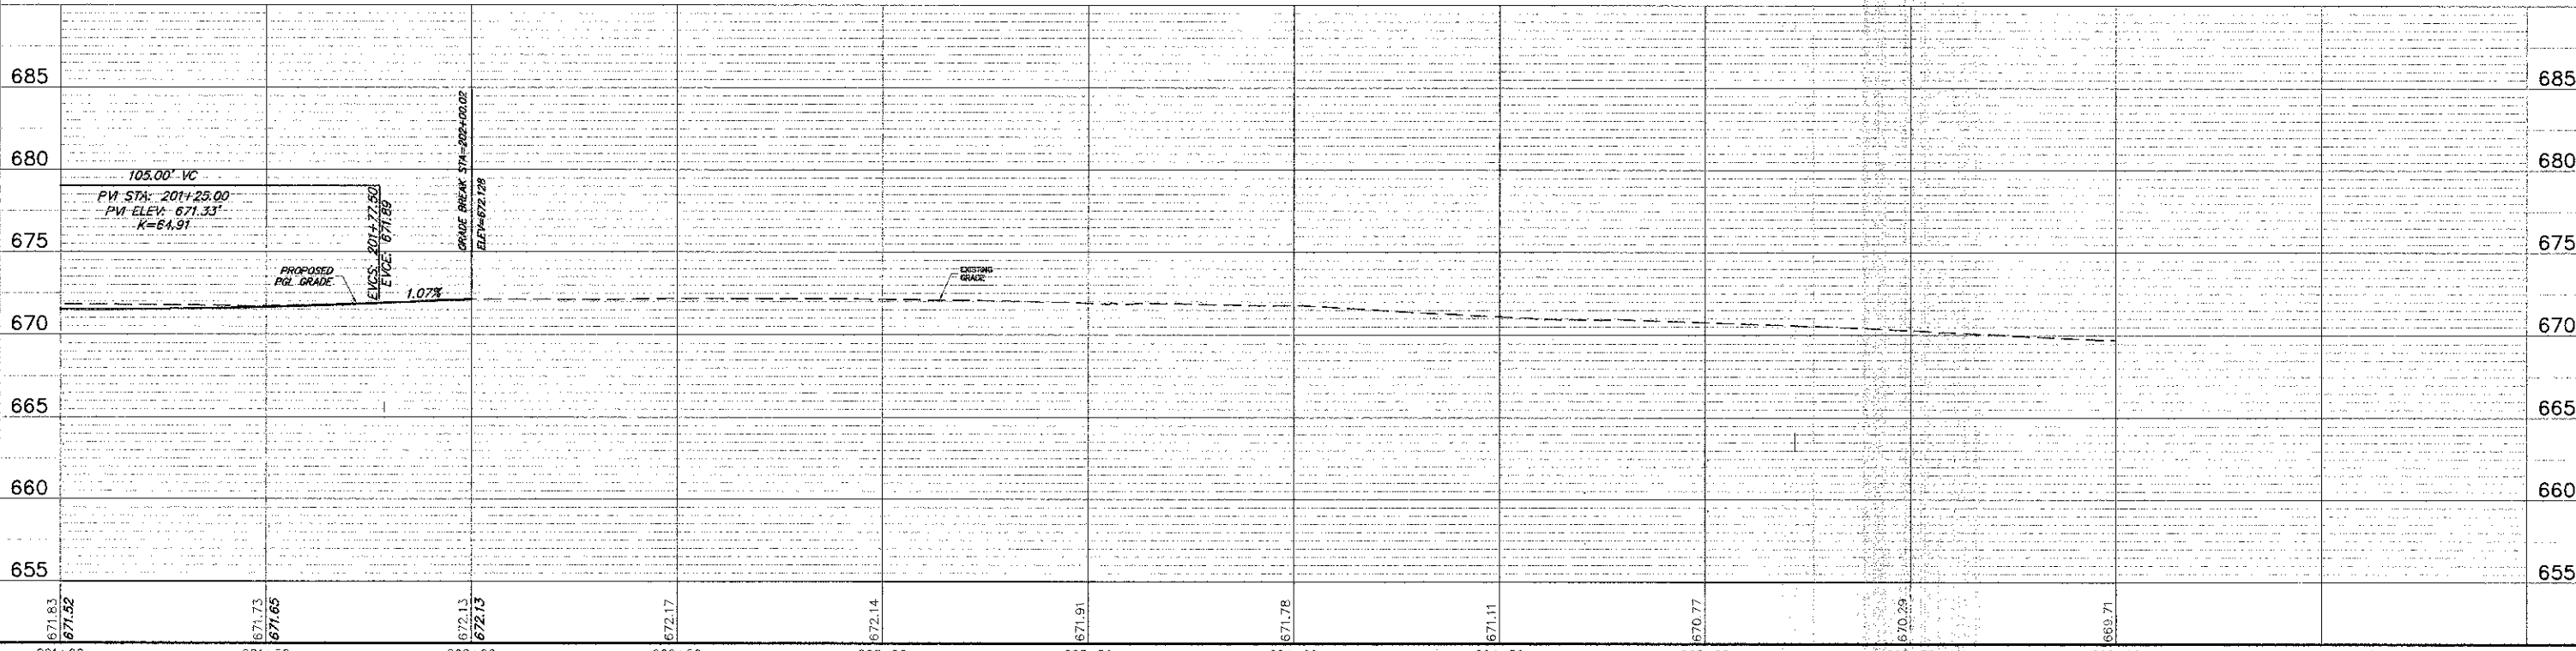 685
685
680
680
675
675
670
670
665
665
660
660
655
655
105.00' VC
PVI STA: 201+25.00
PVI ELEV: 671.33'
K=64.91
EVCS: 201+77.50
EVCE: 671.89
GRADE BREAK STA=202+00.02
ELEV=672.128
PROPOSED
PGL GRADE
1.07%
EXISTING
GRADE
671.83
671.52
671.73
671.65
672.13
672.13
672.17
672.14
671.91
671.78
671.11
670.77
670.29
669.71